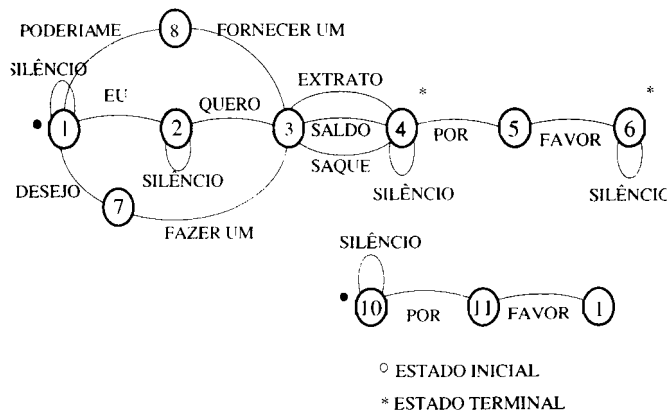 PODERIAME 8 FORNECER UM
SILÊNCIO EXTRATO *
EU QUERO *
1 2 3 SALDO 4 POR 5 FAVOR 6
SAQUE
SILÊNCIO SILÊNCIO SILÊNCIO
DESEJO 7
FAZER UM
SILÊNCIO
10 POR 11 FAVOR 1
ESTADO INICIAL
* ESTADO TERMINAL